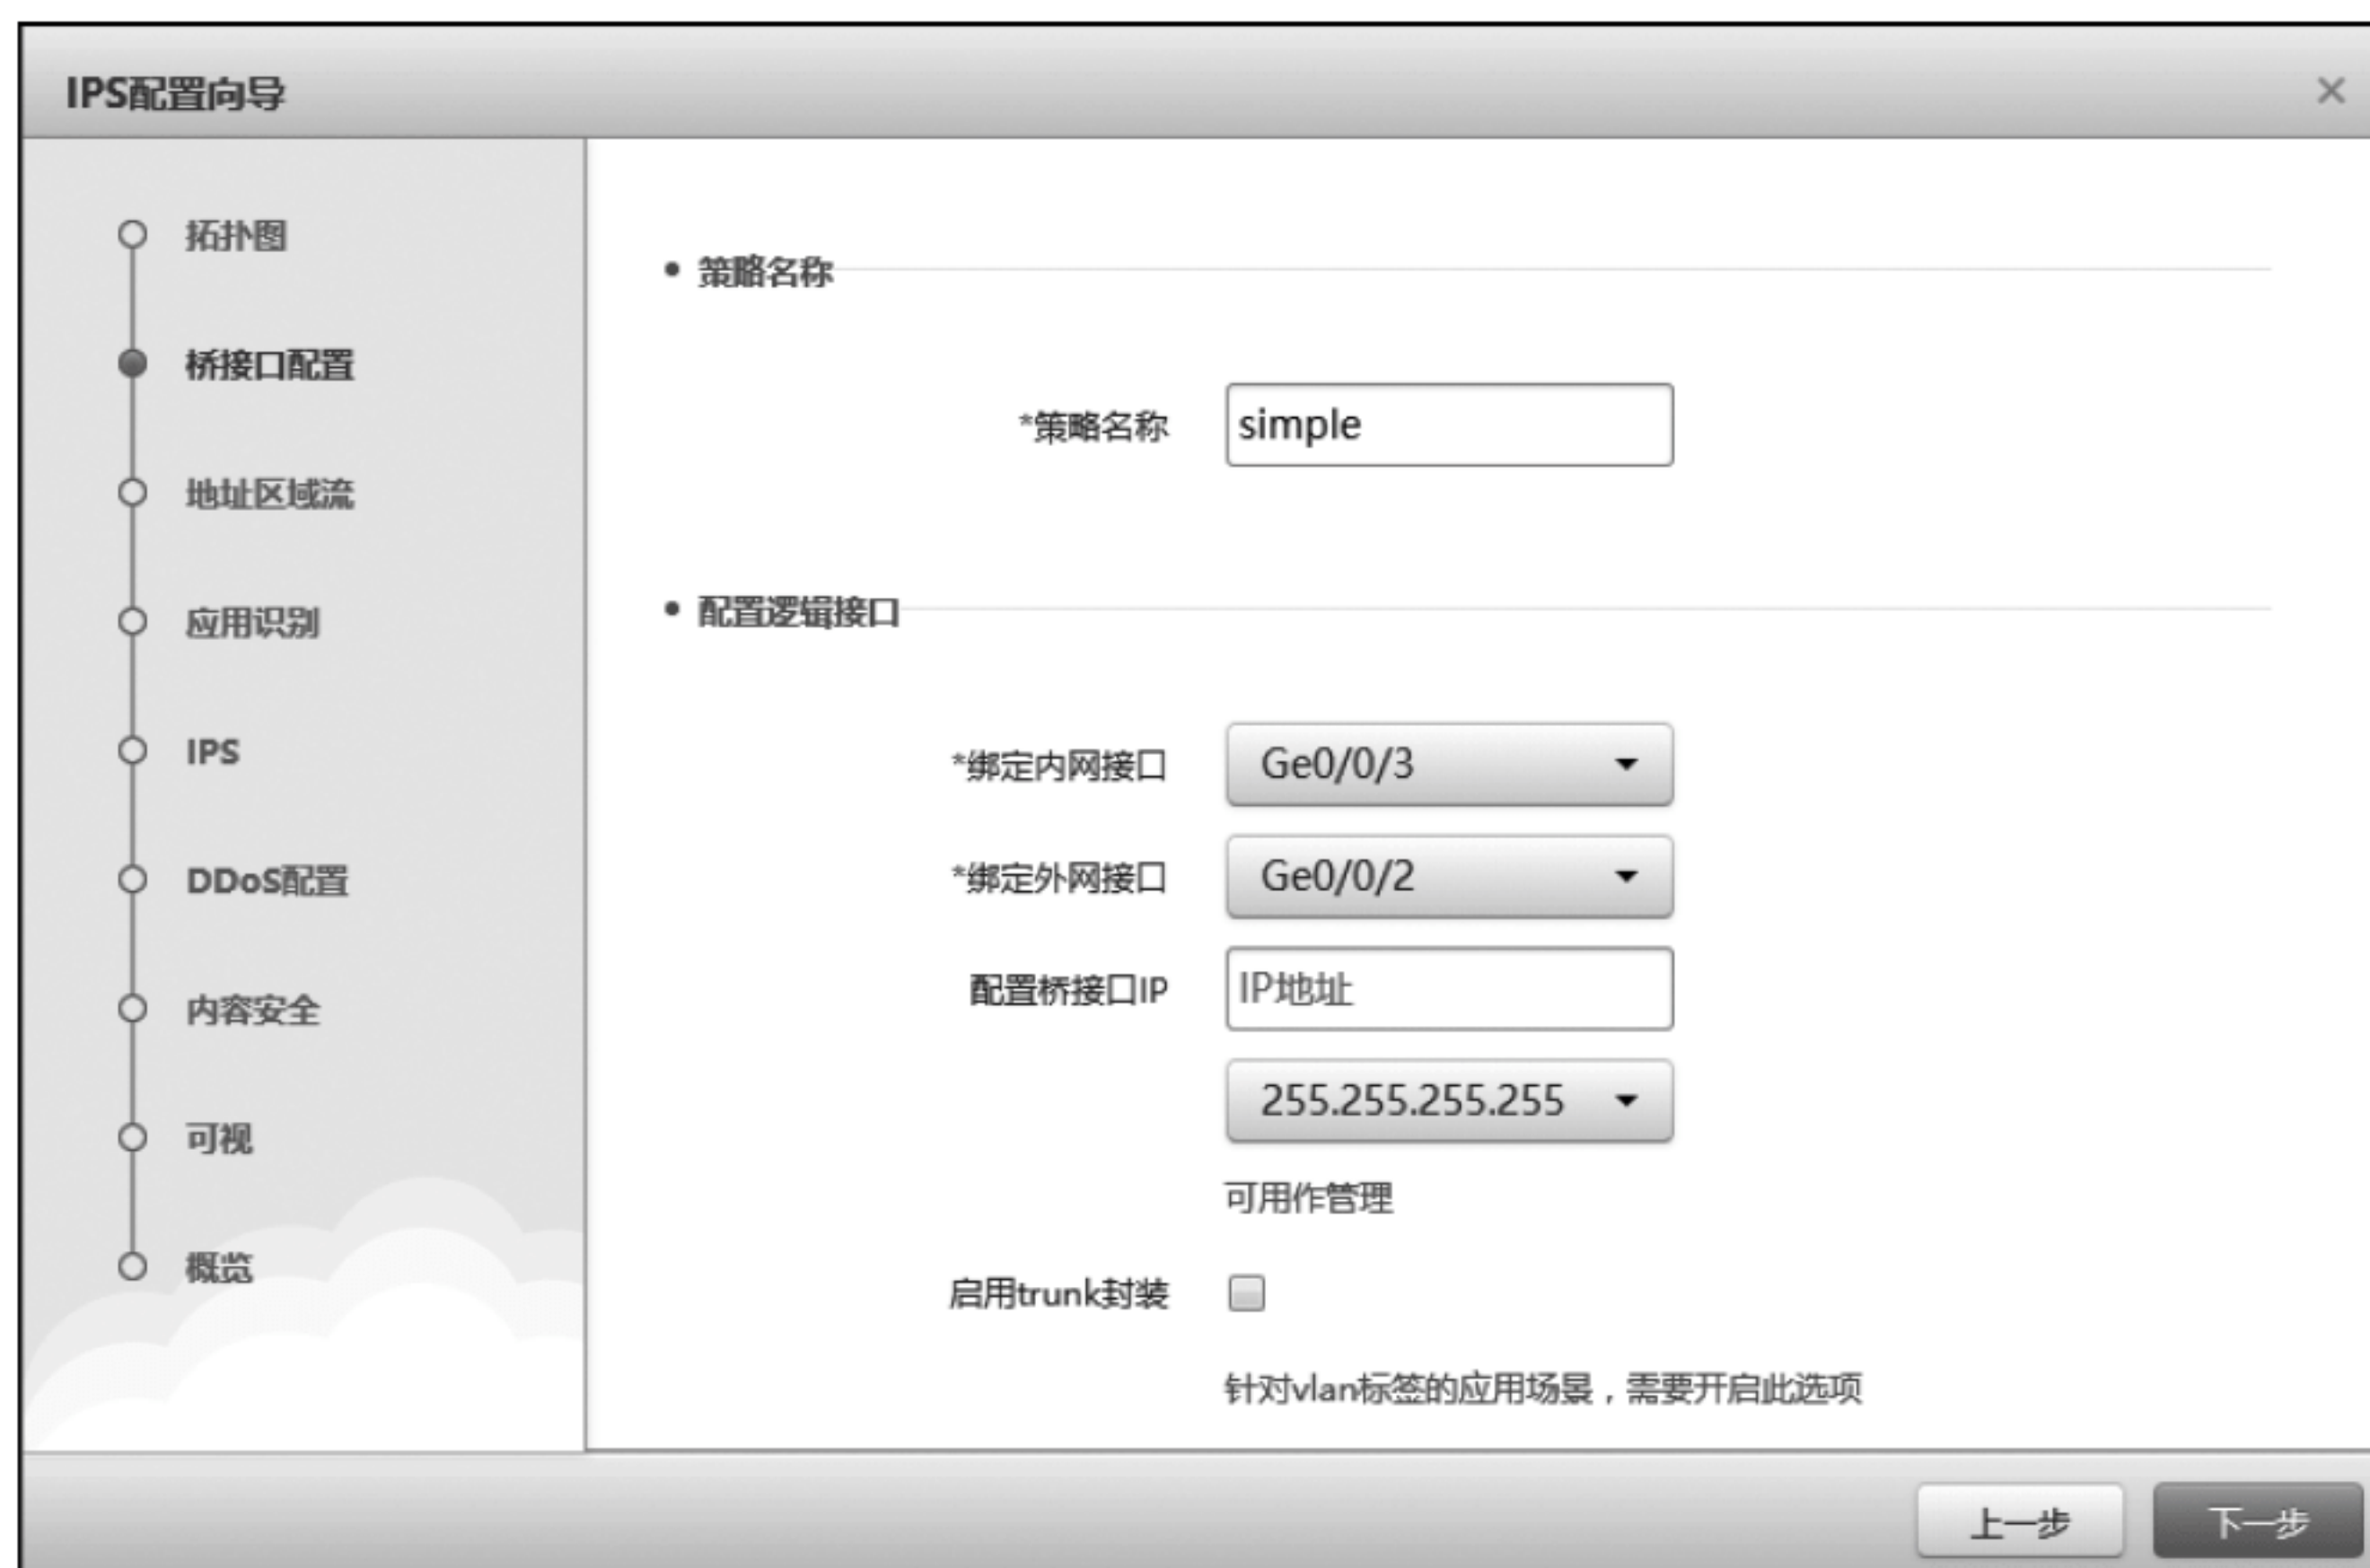 IPS配置向导
拓扑图
桥接口配置
地址区域流
应用识别
IPS
DDoS配置
内容安全
可视
概览
• 策略名称
*策略名称 simple
• 配置逻辑接口
*绑定内网接口 Ge0/0/3
*绑定外网接口 Ge0/0/2
配置桥接口IP IP地址
255.255.255.255
可用作管理
启用trunk封装
针对vlan标签的应用场景，需要开启此选项
上一步 下一步